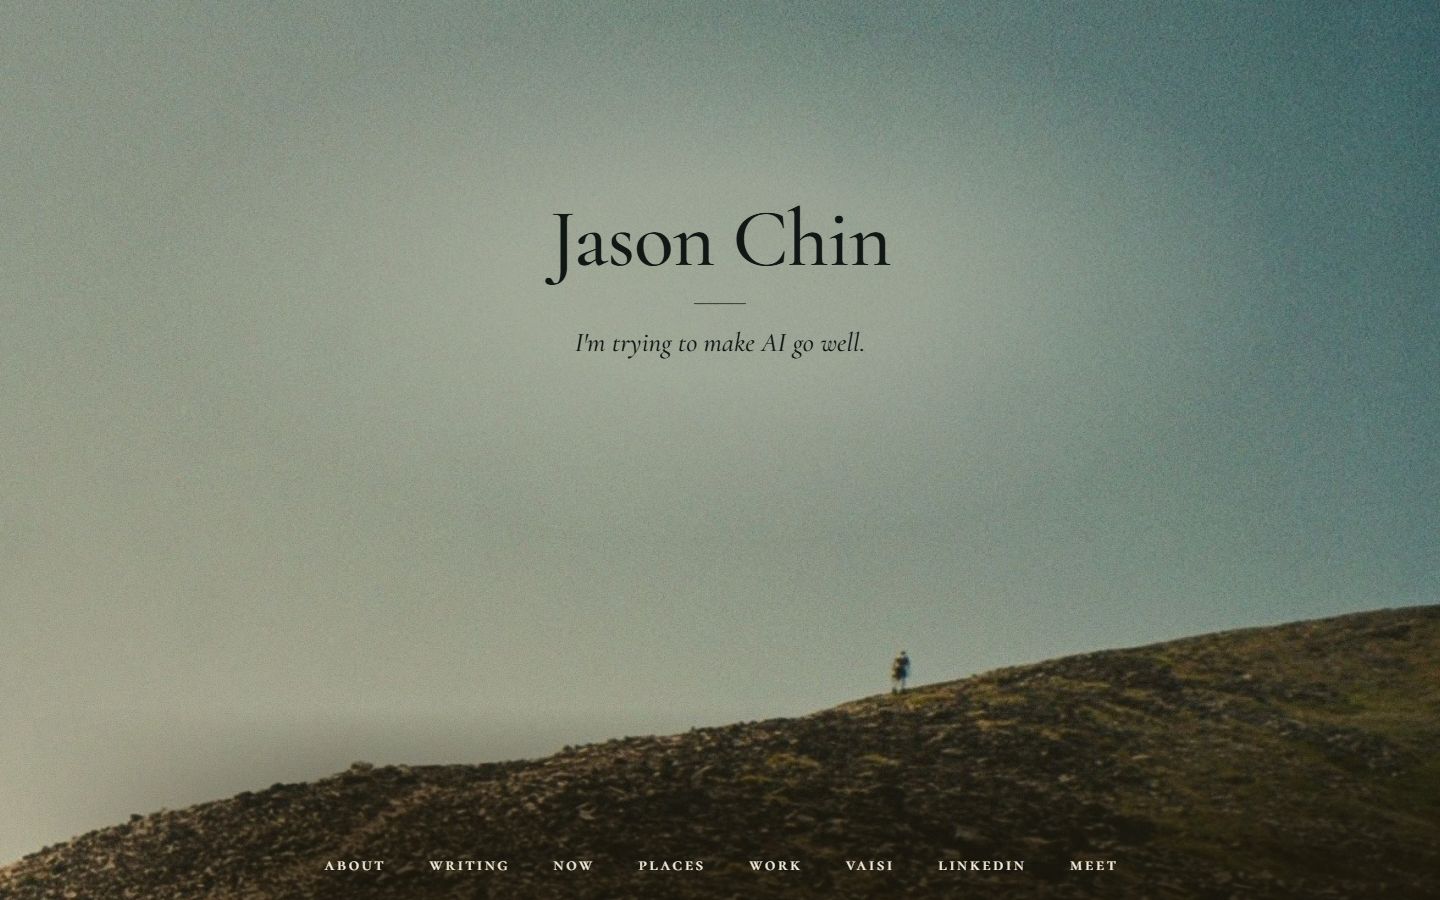 Jason Chin
I'm trying to make AI go well.
ABOUT WRITING NOW PLACES WORK VAISI LINKEDIN MEET